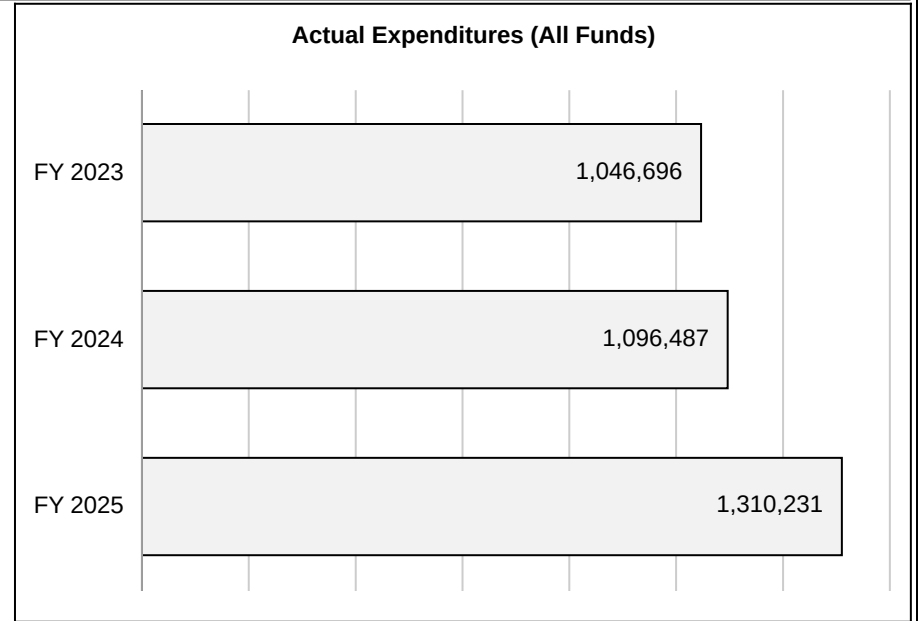 Actual Expenditures (All Funds)
FY 2023
1,046,696
FY 2024
1,096,487
FY 2025
1,310,231